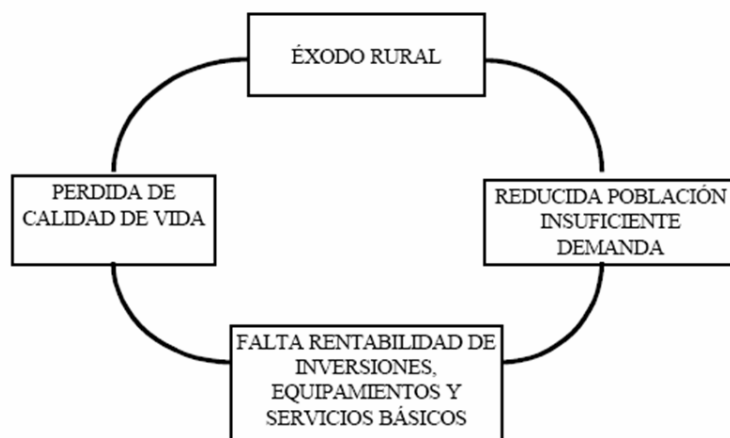 ÉXODO RURAL
PERDIDA DE
CALIDAD DE VIDA
REDUCIDA POBLACIÓN
INSUFICIENTE
DEMANDA
FALTA RENTABILIDAD DE
INVERSIONES,
EQUIPAMIENTOS Y
SERVICIOS BÁSICOS